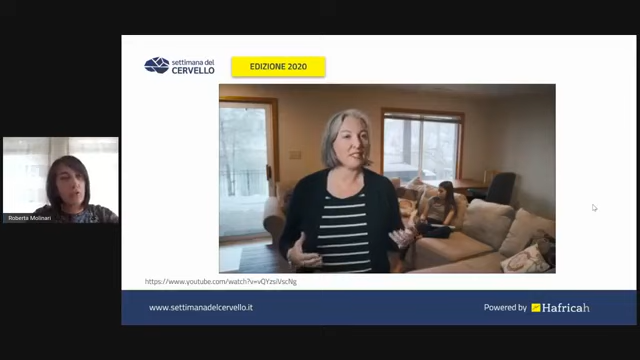 settimana del
CERVELLO
EDIZIONE 2020
Roberta Molinari
https://www.youtube.com/watch?v=vQYzsiVscNg
www.settimanadelcervello.it
Powered by Hafricah